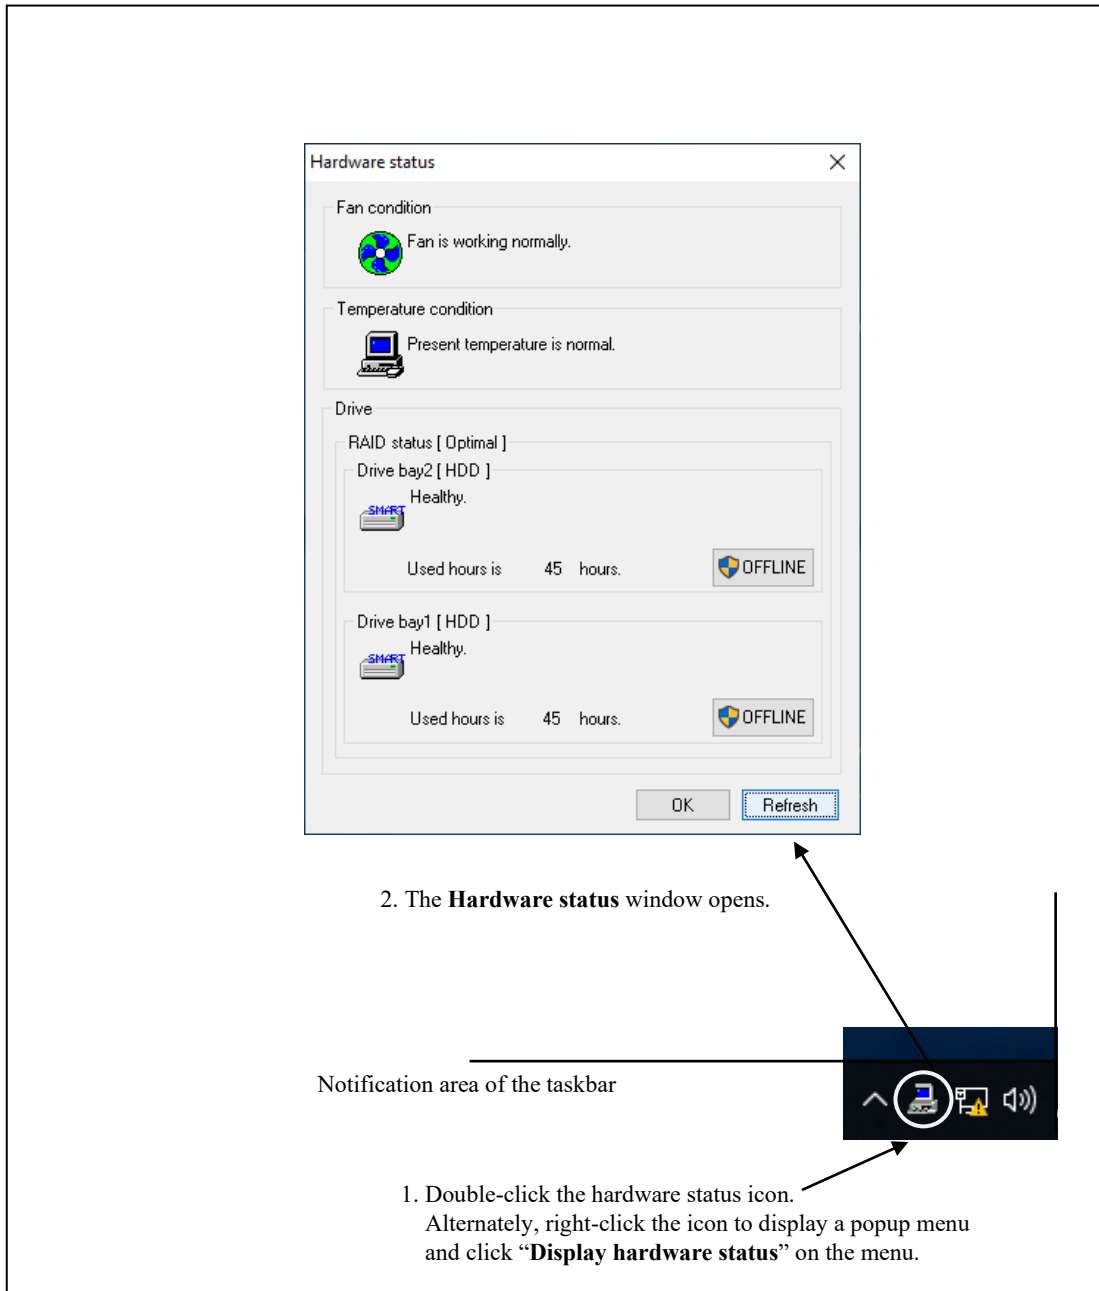 Hardware status
Fan condition
Fan is working normally.
Temperature condition
Present temperature is normal.
Drive
RAID status [ Optimal ]
Drive bay2 [ HDD ]
SMART
Healthy.
Used hours is 45 hours.
OFFLINE
Drive bay1 [ HDD ]
SMART
Healthy.
Used hours is 45 hours.
OFFLINE
OK
Refresh
2. The Hardware status window opens.
Notification area of the taskbar
1. Double-click the hardware status icon.
Alternately, right-click the icon to display a popup menu
and click “Display hardware status” on the menu.